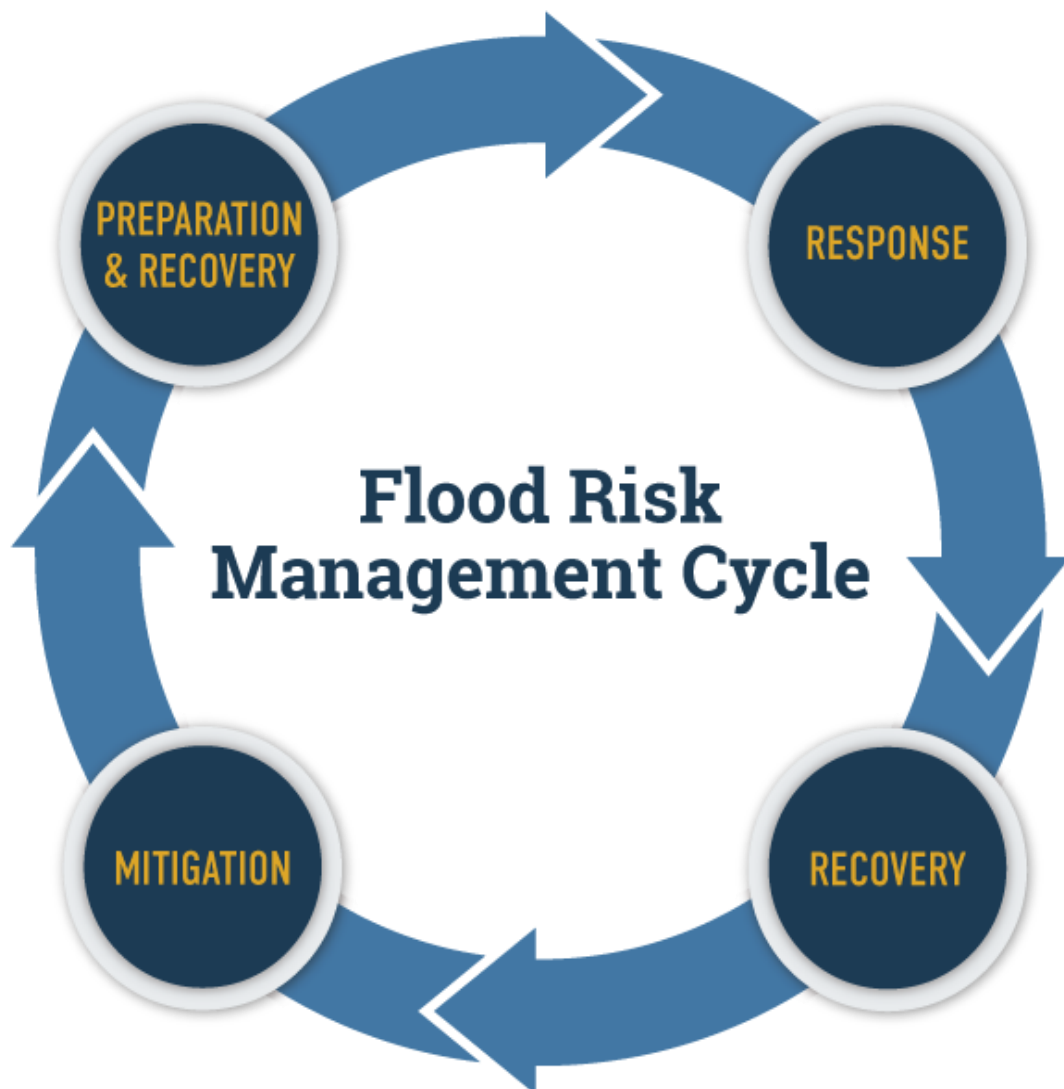 PREPARATION
& RECOVERY
RESPONSE
Flood Risk
Management Cycle
MITIGATION
RECOVERY